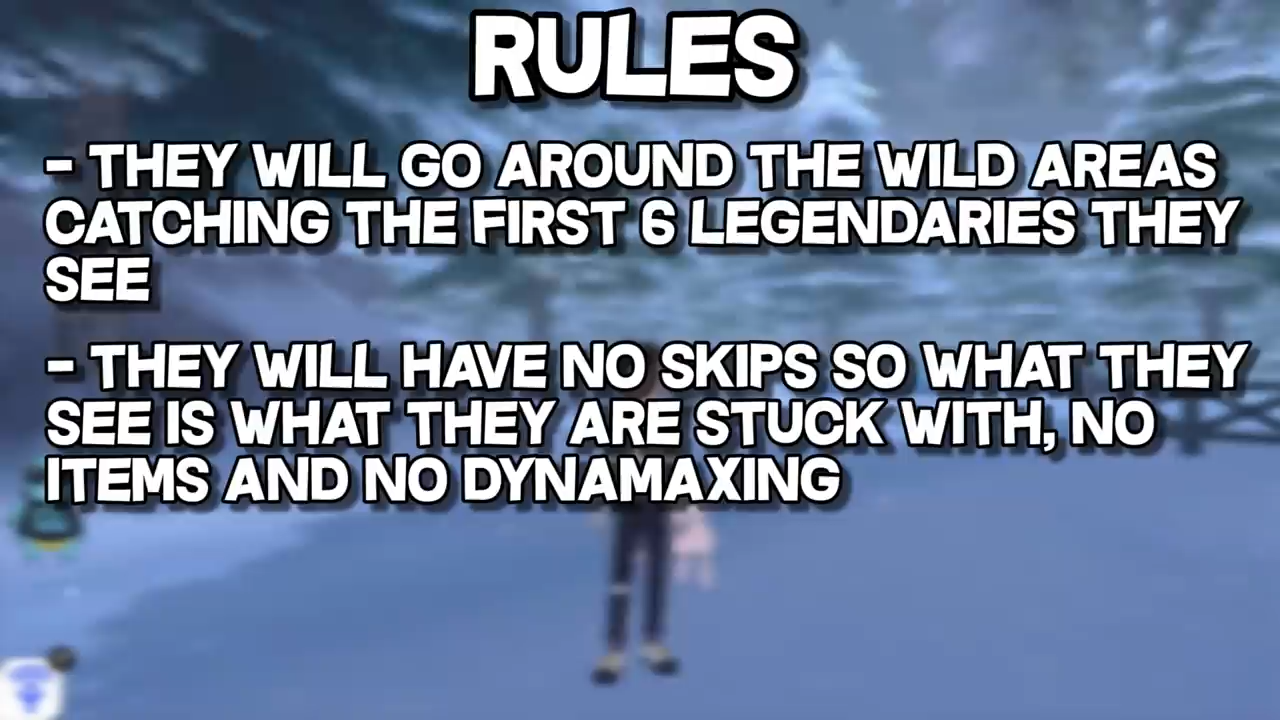 RULES
- THEY WILL GO AROUND THE WILD AREAS
CATCHING THE FIRST 6 LEGENDARIES THEY
SEE
- THEY WILL HAVE NO SKIPS SO WHAT THEY
SEE IS WHAT THEY ARE STUCK WITH, NO
ITEMS AND NO DYNAMAXING